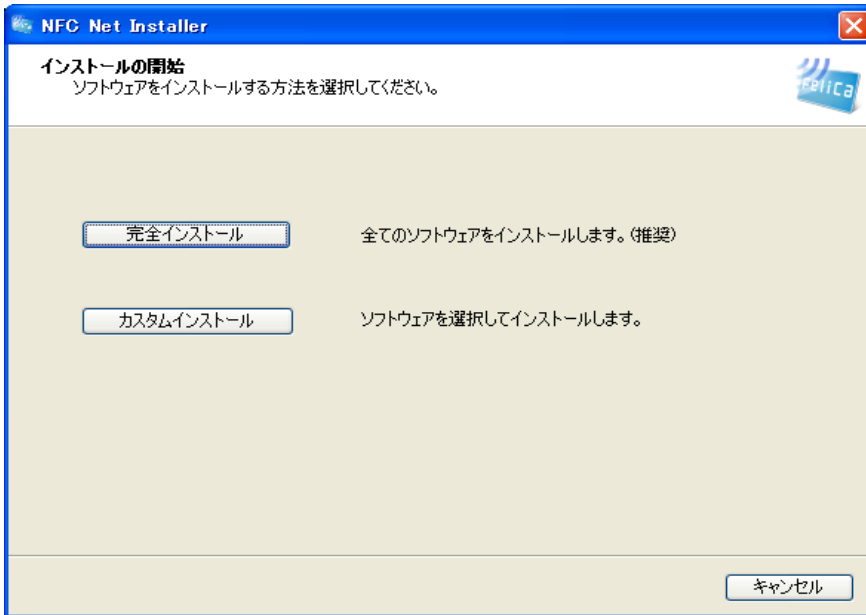 NFC Net Installer
インストールの開始
ソフトウェアをインストールする方法を選択してください。
FeliCa
完全インストール
全てのソフトウェアをインストールします。(推奨)
カスタムインストール
ソフトウェアを選択してインストールします。
キャンセル